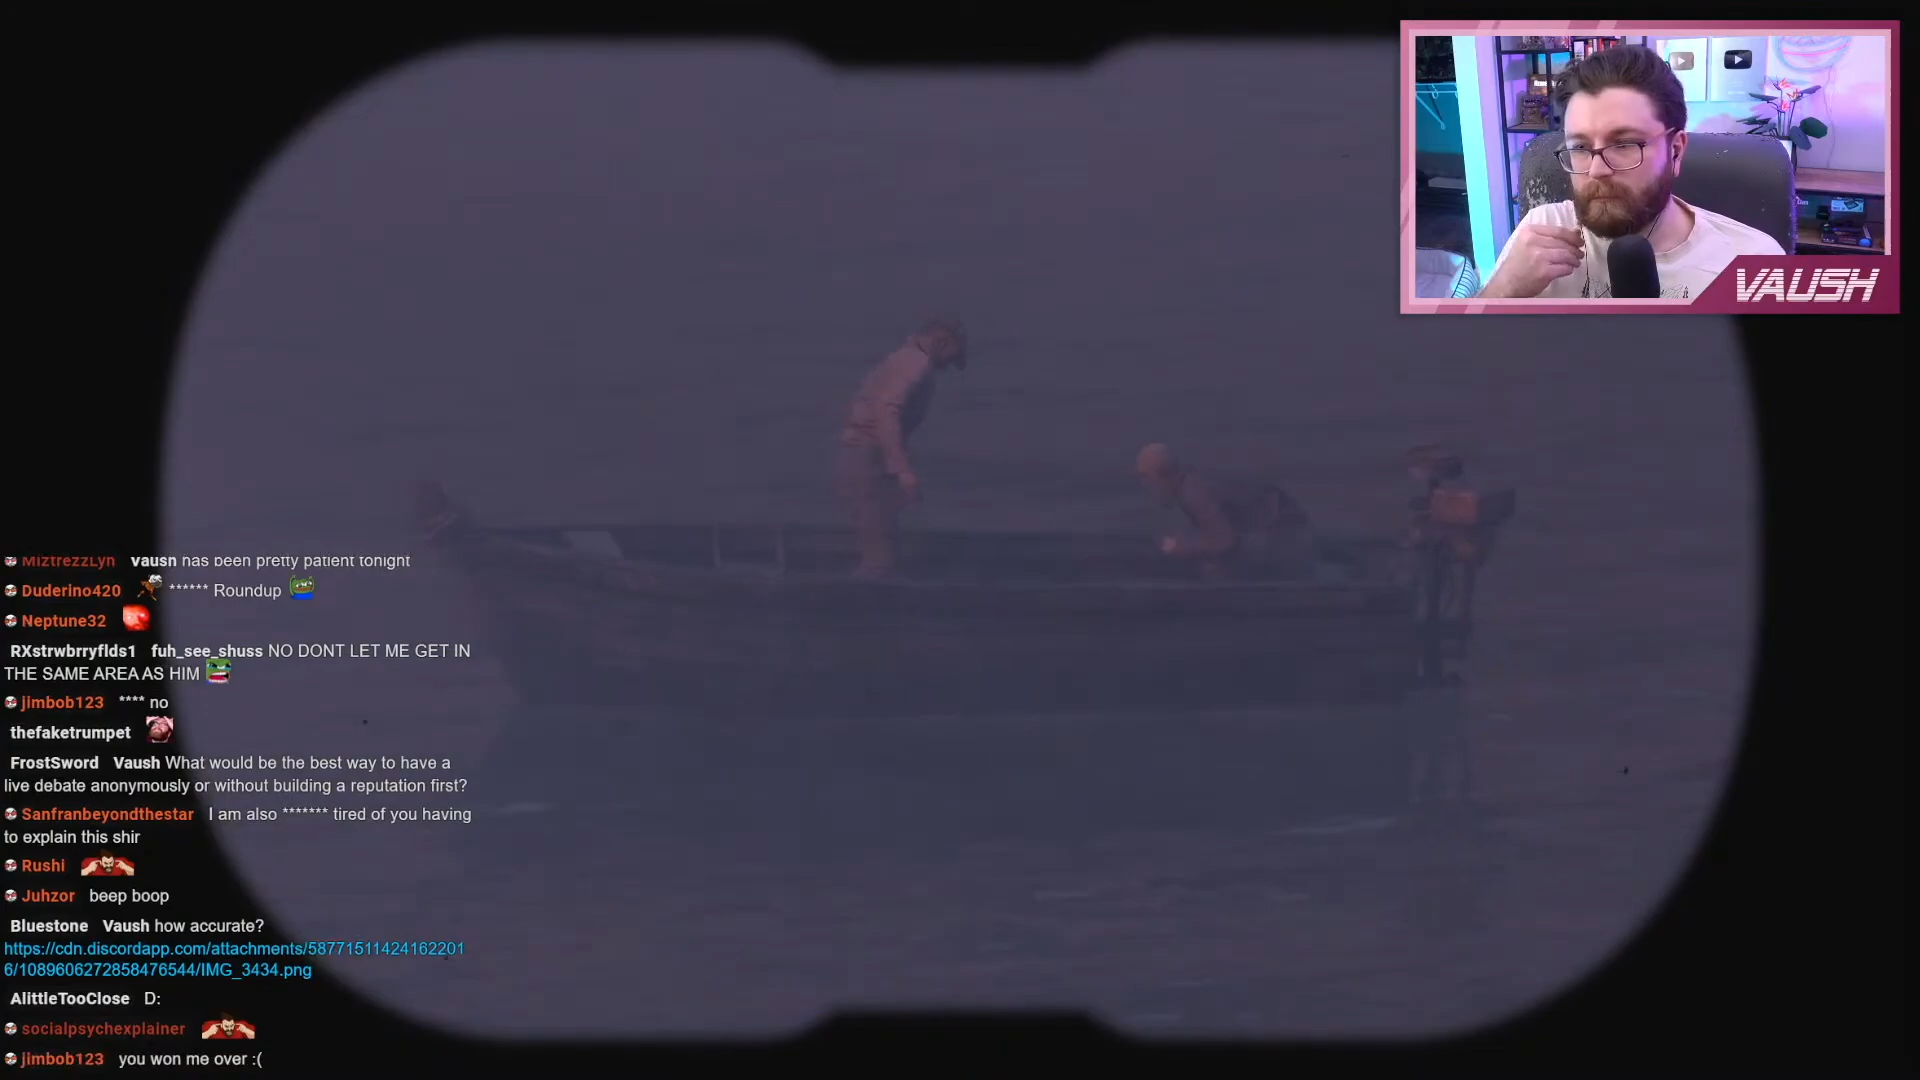 VAUSH
MiztrezzLyn vaush has been pretty patient tonight
Duderino420 ****** Roundup
Neptune32
RXstrwbrryflds1 fuh_see_shuss NO DONT LET ME GET IN
THE SAME AREA AS HIM
jimbob123 **** no
thefaketrumpet
FrostSword Vaush What would be the best way to have a
live debate anonymously or without building a reputation first?
Sanfranbeyondthestar I am also ******* tired of you having
to explain this shir
Rushi
Juhzor beep boop
Bluestone Vaush how accurate?
https://cdn.discordapp.com/attachments/58771511424162201
6/1089606272858476544/IMG_3434.png
AlittleTooClose D:
socialpsychexplainer
jimbob123 you won me over :(